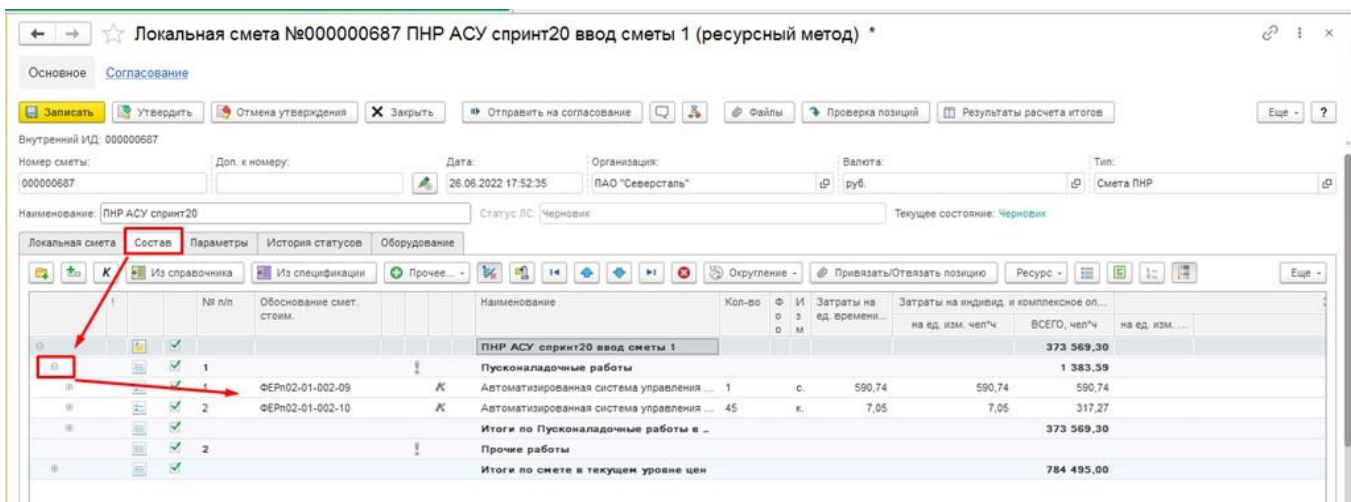 Локальная смета №000000687 ПНР АСУ спринт20 ввод сметы 1 (ресурсный метод) *
Основное Согласование
Записать Утвердить Отмена утверждения Закрыть Отправить на согласование Файлы Проверка позиций Результаты расчета итогов Еще ?
Внутренний ИД: 000000687
Номер сметы: Доп. к номеру: Дата: Организация: Валюта: Тип:
000000687 26.06.2022 17:52:35 ПАО "Северсталь" руб. Смета ПНР
Наименование: ПНР АСУ спринт20 Статус ЛС: Черновик Текущее состояние: Черновик
Локальная смета Состав Параметры История статусов Оборудование
К Из справочника Из спецификации Прочее... Округление Привязать/Отвязать позицию Ресурс Еще
! № п/п Обоснование смет. Наименование Кол-во Ф И Затраты на Затраты на индивид. и комплексное оп...
стоим. о з ед. времени...
р м на ед. изм. чел*ч ВСЕГО, чел*ч на ед. изм. ...
ПНР АСУ спринт20 ввод сметы 1 373 569,30
1 ! Пусконаладочные работы 1 383,59
1 ФЕРп02-01-002-09 К Автоматизированная система управления ... 1 с. 590,74 590,74 590,74
2 ФЕРп02-01-002-10 К Автоматизированная система управления ... 45 к. 7,05 7,05 317,27
Итоги по Пусконаладочные работы в ... 373 569,30
2 ! Прочие работы
Итоги по смете в текущем уровне цен 784 495,00